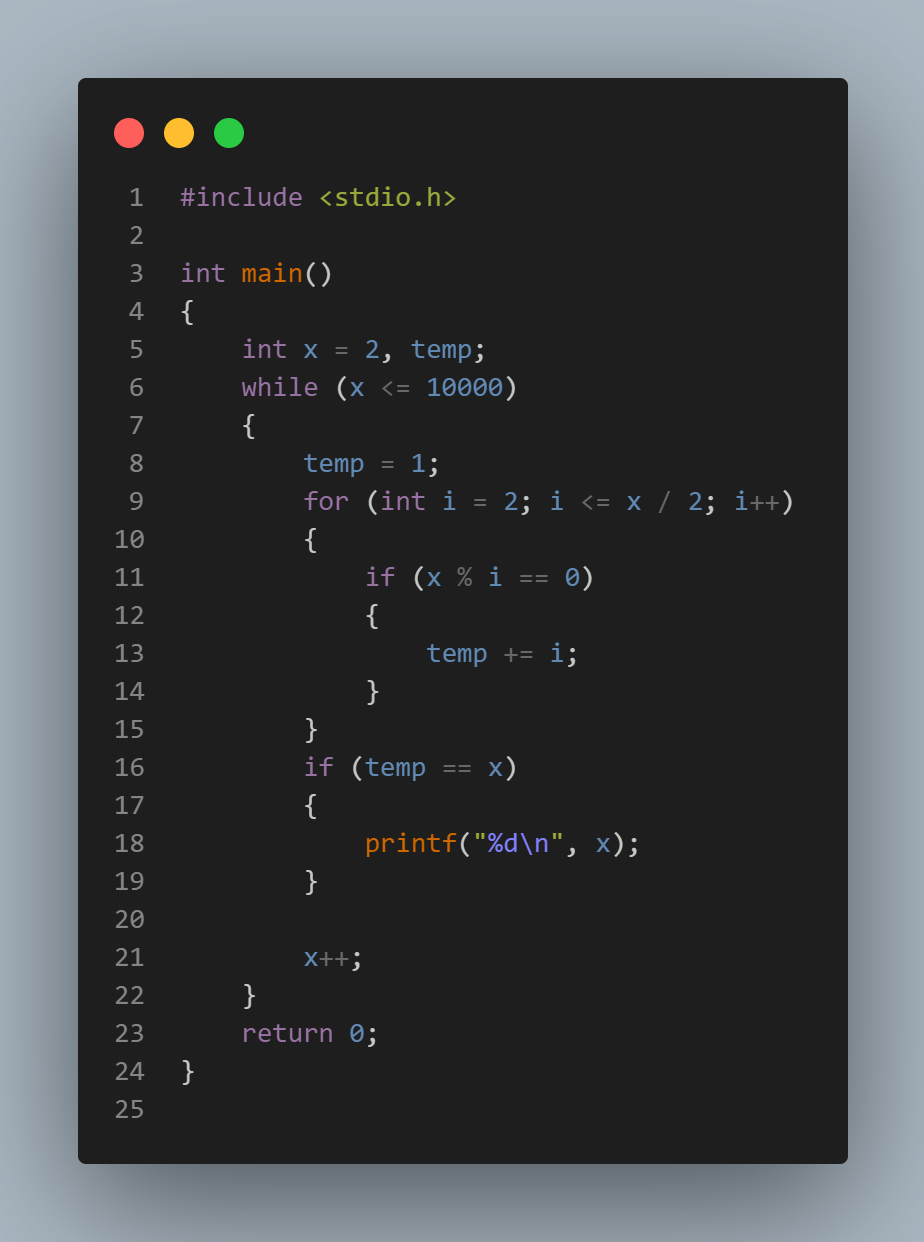 1 #include <stdio.h>
2
3 int main()
4 {
5     int x = 2, temp;
6     while (x <= 10000)
7     {
8         temp = 1;
9         for (int i = 2; i <= x / 2; i++)
10         {
11             if (x % i == 0)
12             {
13                 temp += i;
14             }
15         }
16         if (temp == x)
17         {
18             printf("%d\n", x);
19         }
20
21         x++;
22     }
23     return 0;
24 }
25